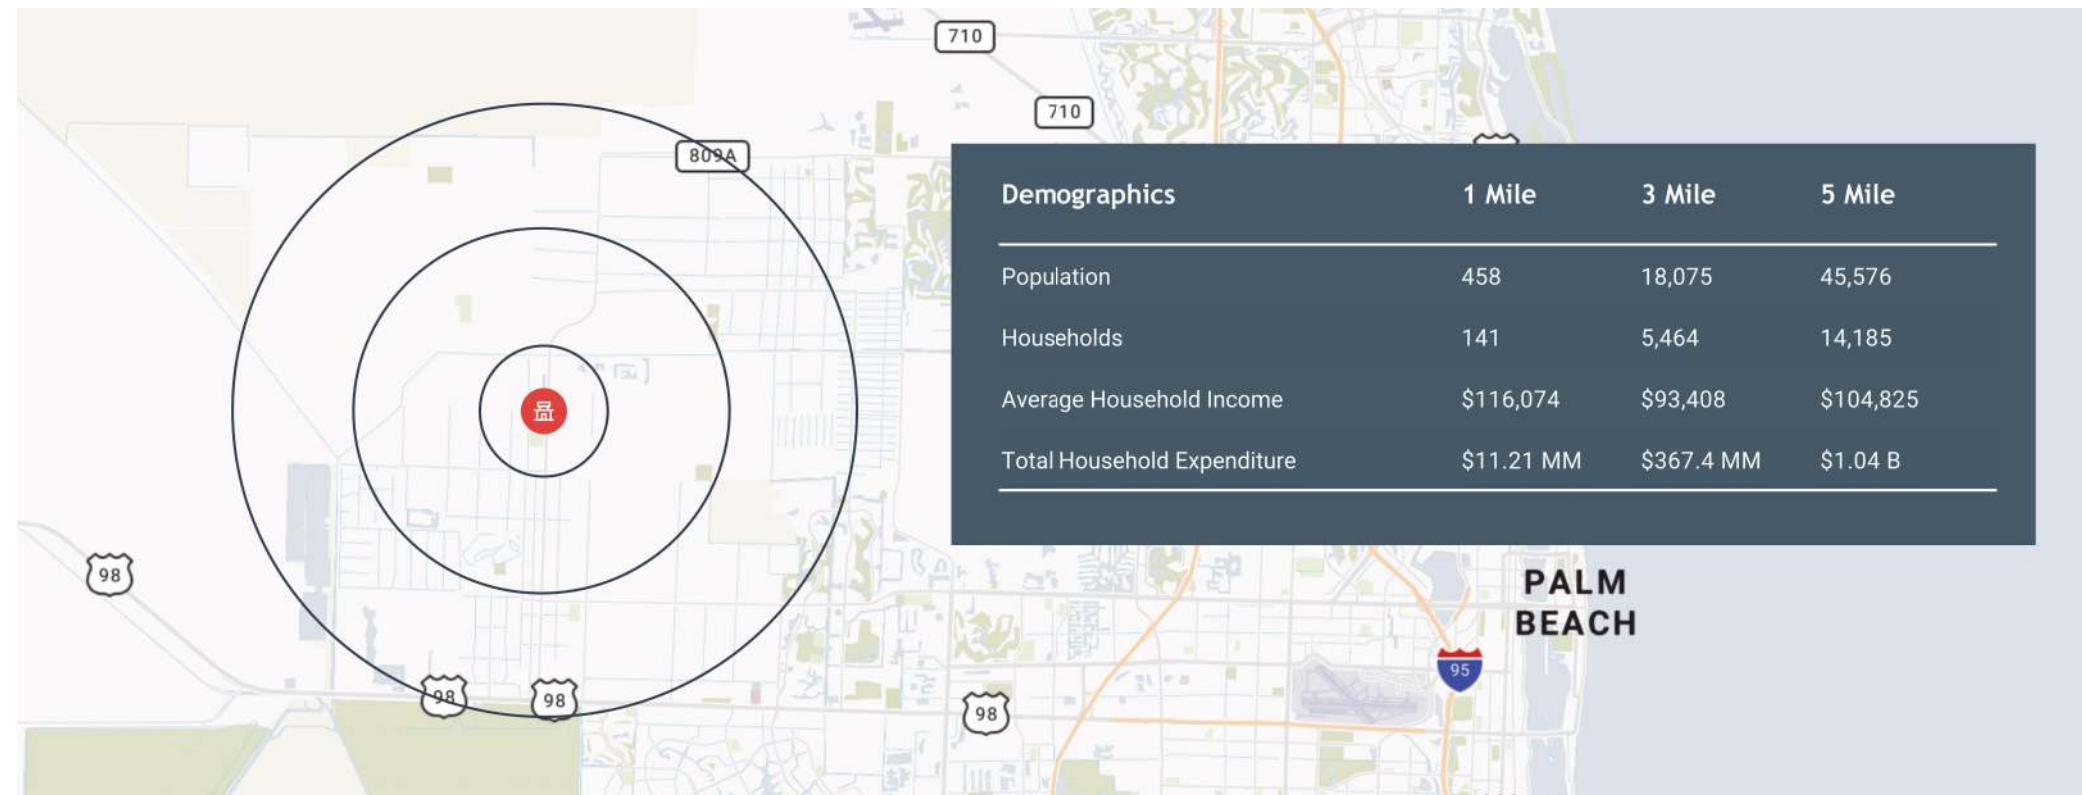 710
710
809A
Demographics 1 Mile 3 Mile 5 Mile
Population 458 18,075 45,576
Households 141 5,464 14,185
Average Household Income $116,074 $93,408 $104,825
Total Household Expenditure $11.21 MM $367.4 MM $1.04 B
98
PALM
BEACH
95
98
98
98